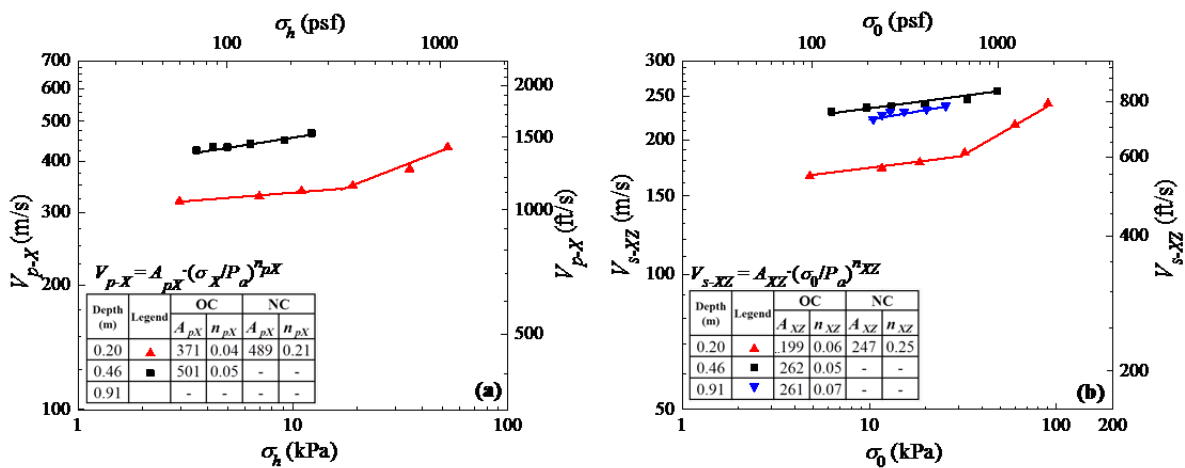 σh (psf)
100 1000
700
600
500
400
300
200
100
Vp-X (m/s)
2000
1500
1000
500
Vp-X (ft/s)
Vp-X = ApX·(σX/Pa)^npX
Depth (m) Legend OC NC
ApX npX ApX npX
0.20 ▲ 371 0.04 489 0.21
0.46 ■ 501 0.05 - -
0.91 - - - -
(a)
1 10 100
σh (kPa)
σ0 (psf)
100 1000
300
250
200
150
100
50
Vs-XZ (m/s)
800
600
400
200
Vs-XZ (ft/s)
Vs-XZ = AXZ·(σ0/Pa)^nXZ
Depth (m) Legend OC NC
AXZ nXZ AXZ nXZ
0.20 ▲ 199 0.06 247 0.25
0.46 ■ 262 0.05 - -
0.91 ▼ 261 0.07 - -
(b)
1 10 100 200
σ0 (kPa)